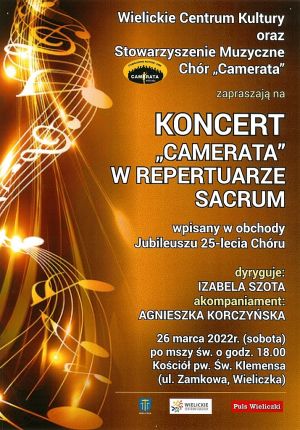 Wielickie Centrum Kultury
oraz
Stowarzyszenie Muzyczne
Chór „Camerata”
CAMERATA
zapraszają na
KONCERT
„CAMERATA”
W REPERTUARZE
SACRUM
wpisany w obchody
Jubileuszu 25-lecia Chóru
dyryguje:
IZABELA SZOTA
akompaniament:
AGNIESZKA KORCZYŃSKA
26 marca 2022r. (sobota)
po mszy św. o godz. 18.00
Kościół pw. Św. Klemensa
(ul. Zamkowa, Wieliczka)
WIELICKIE
Puls Wieliczki